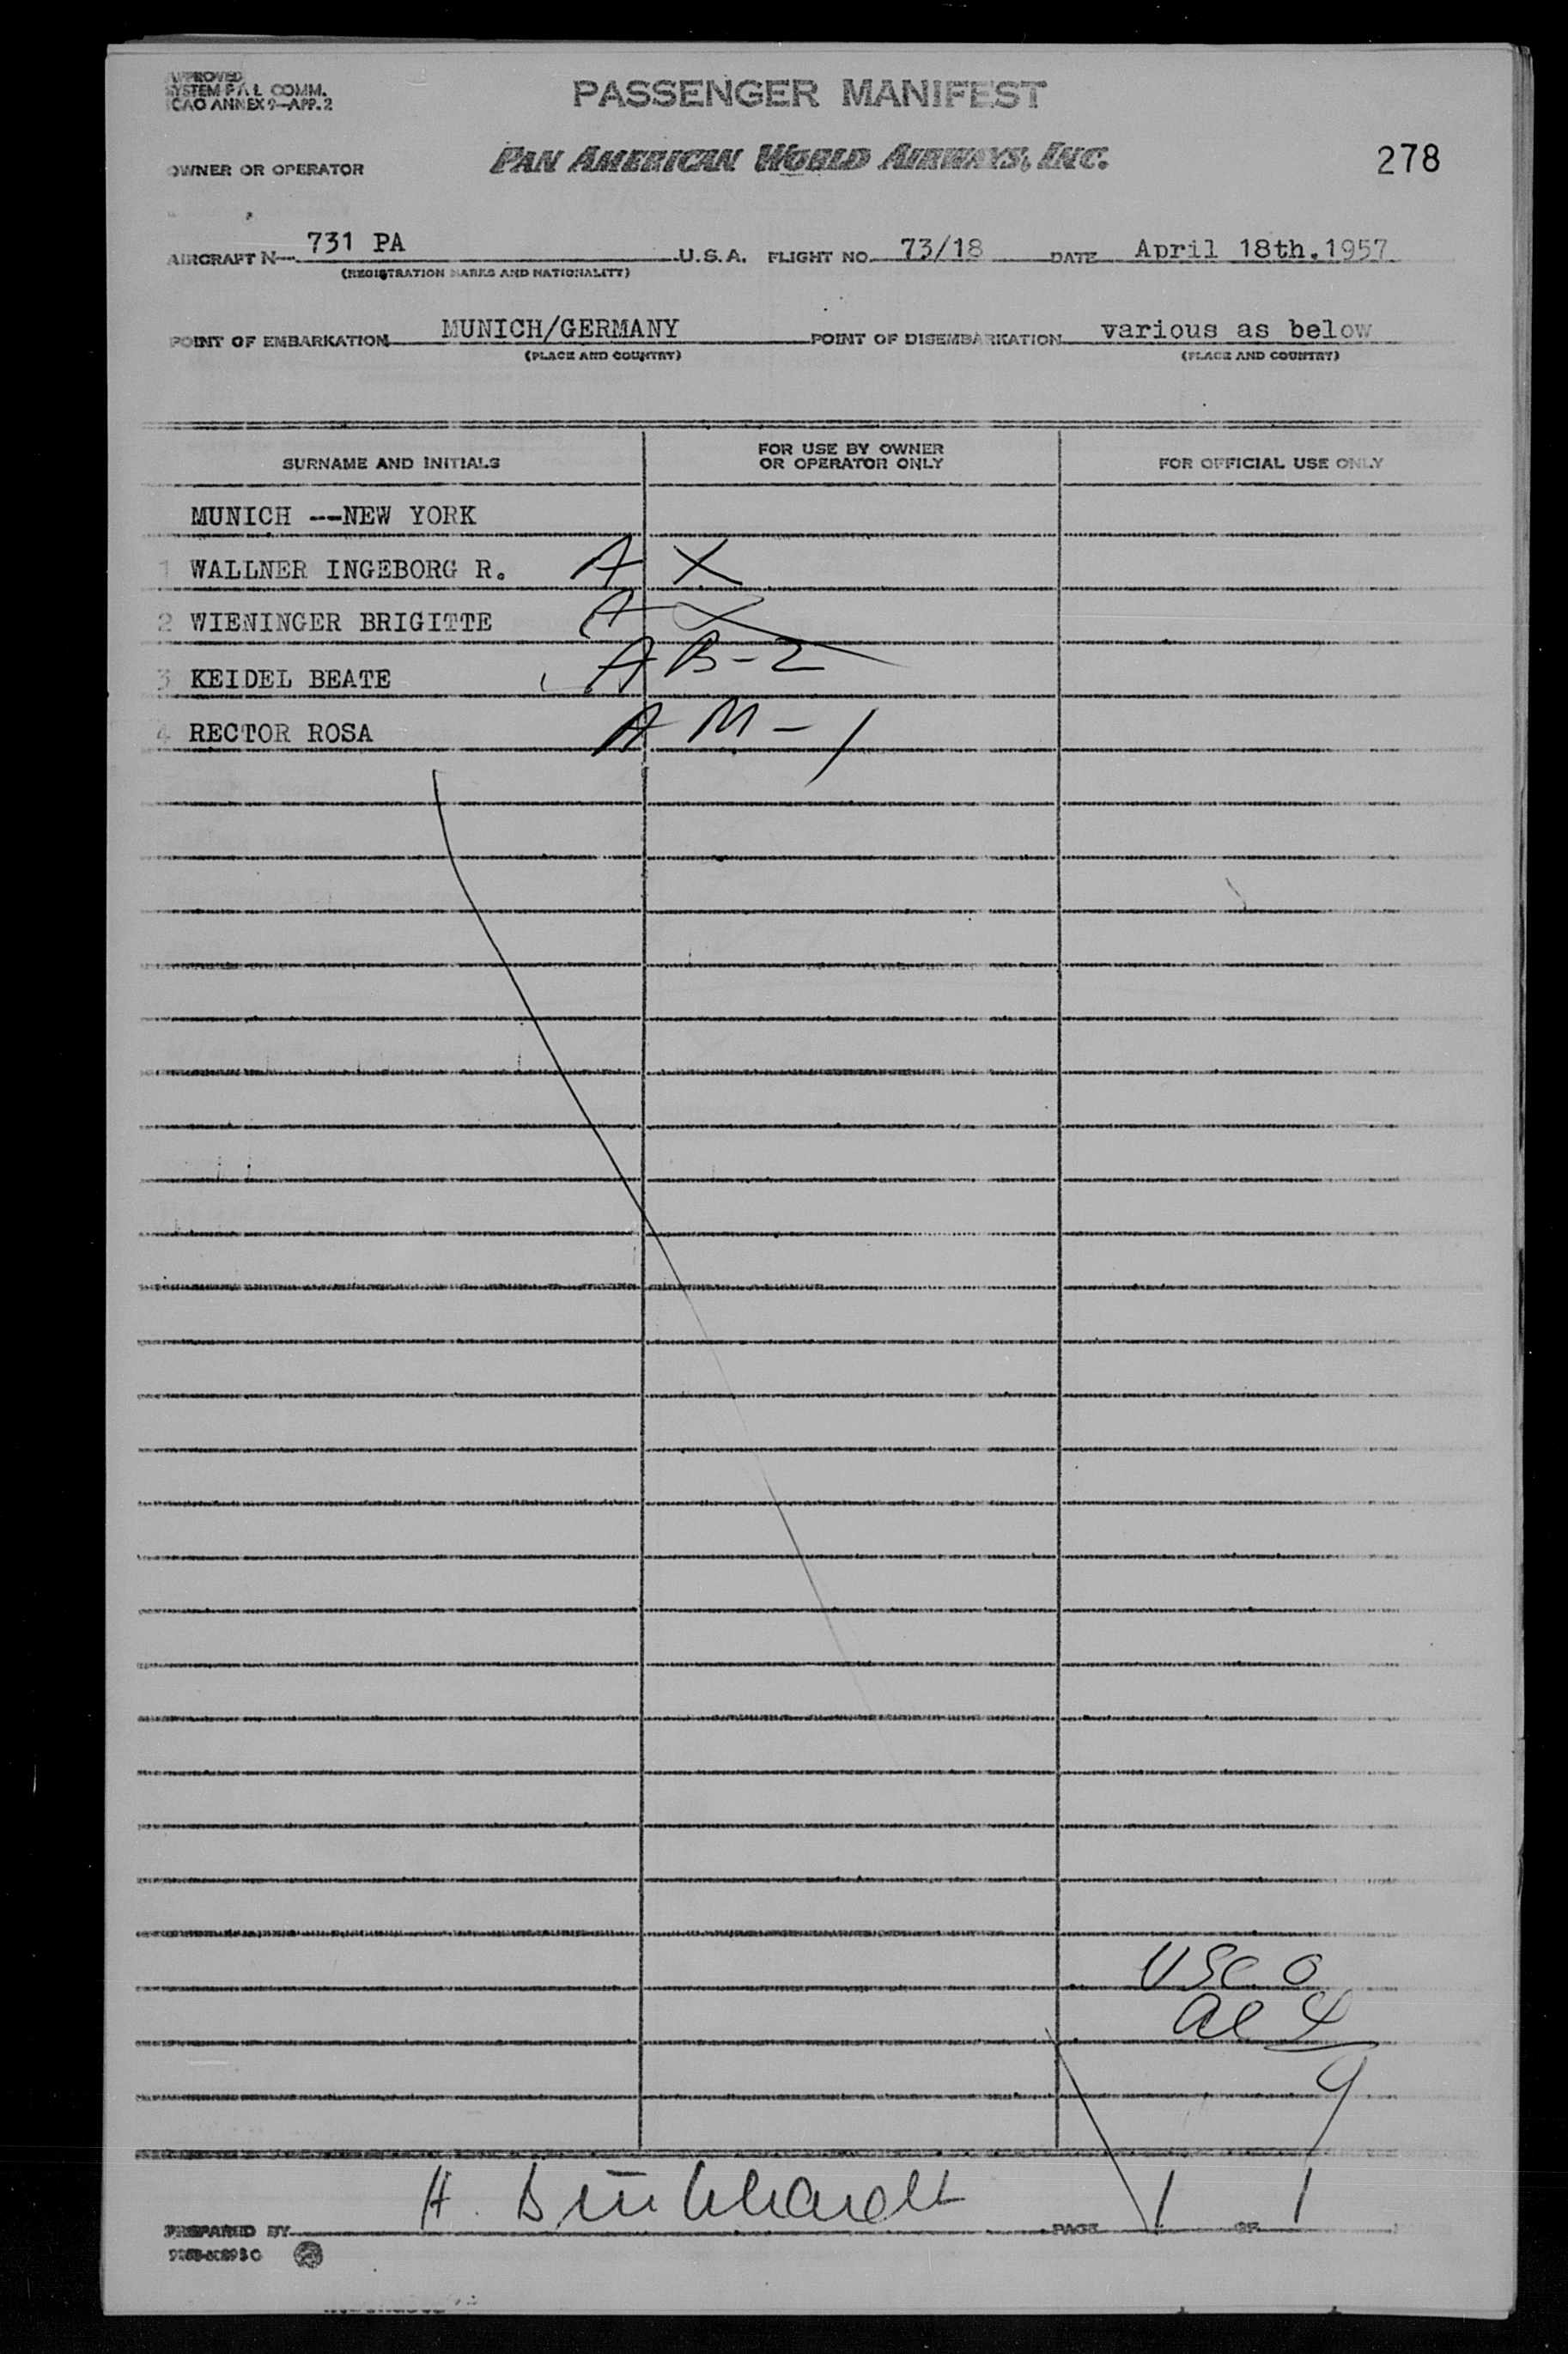 APPROVED
SYSTEM F.A.L. COMM.
ICAO ANNEX 9—APP. 2
PASSENGER MANIFEST
OWNER OR OPERATOR
PAN AMERICAN WORLD AIRWAYS, INC.
278
AIRCRAFT N— 731 PA U.S.A. FLIGHT NO. 73/18 DATE April 18th.1957
(REGISTRATION MARKS AND NATIONALITY)
POINT OF EMBARKATION MUNICH/GERMANY POINT OF DISEMBARKATION various as below
(PLACE AND COUNTRY) (PLACE AND COUNTRY)
SURNAME AND INITIALS FOR USE BY OWNER OR OPERATOR ONLY FOR OFFICIAL USE ONLY
MUNICH --NEW YORK
1 WALLNER INGEBORG R. A X
2 WIENINGER BRIGITTE A X
3 KEIDEL BEATE A B-2
4 RECTOR ROSA A M-1
USC 0
al 4
4
PREPARED BY H. PAGE 1 OF 1